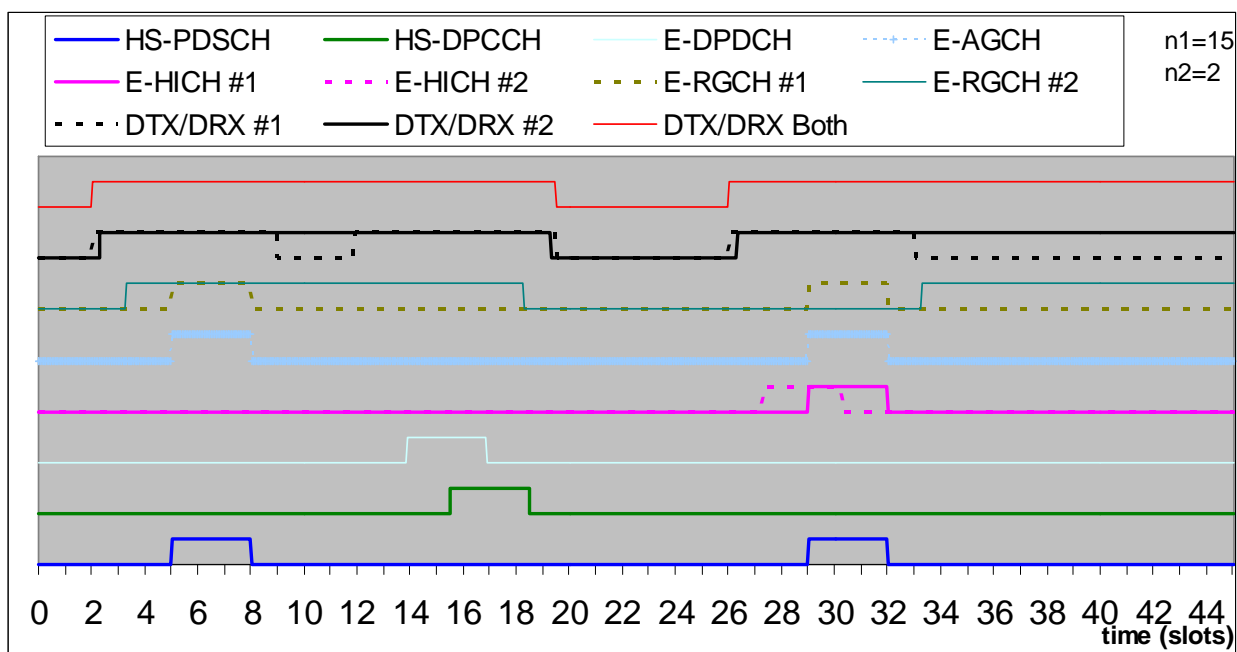 HS-PDSCH HS-DPCCH E-DPDCH E-AGCH n1=15
E-HICH #1 E-HICH #2 E-RGCH #1 E-RGCH #2 n2=2
DTX/DRX #1 DTX/DRX #2 DTX/DRX Both
0 2 4 6 8 10 12 14 16 18 20 22 24 26 28 30 32 34 36 38 40 42 44
time (slots)